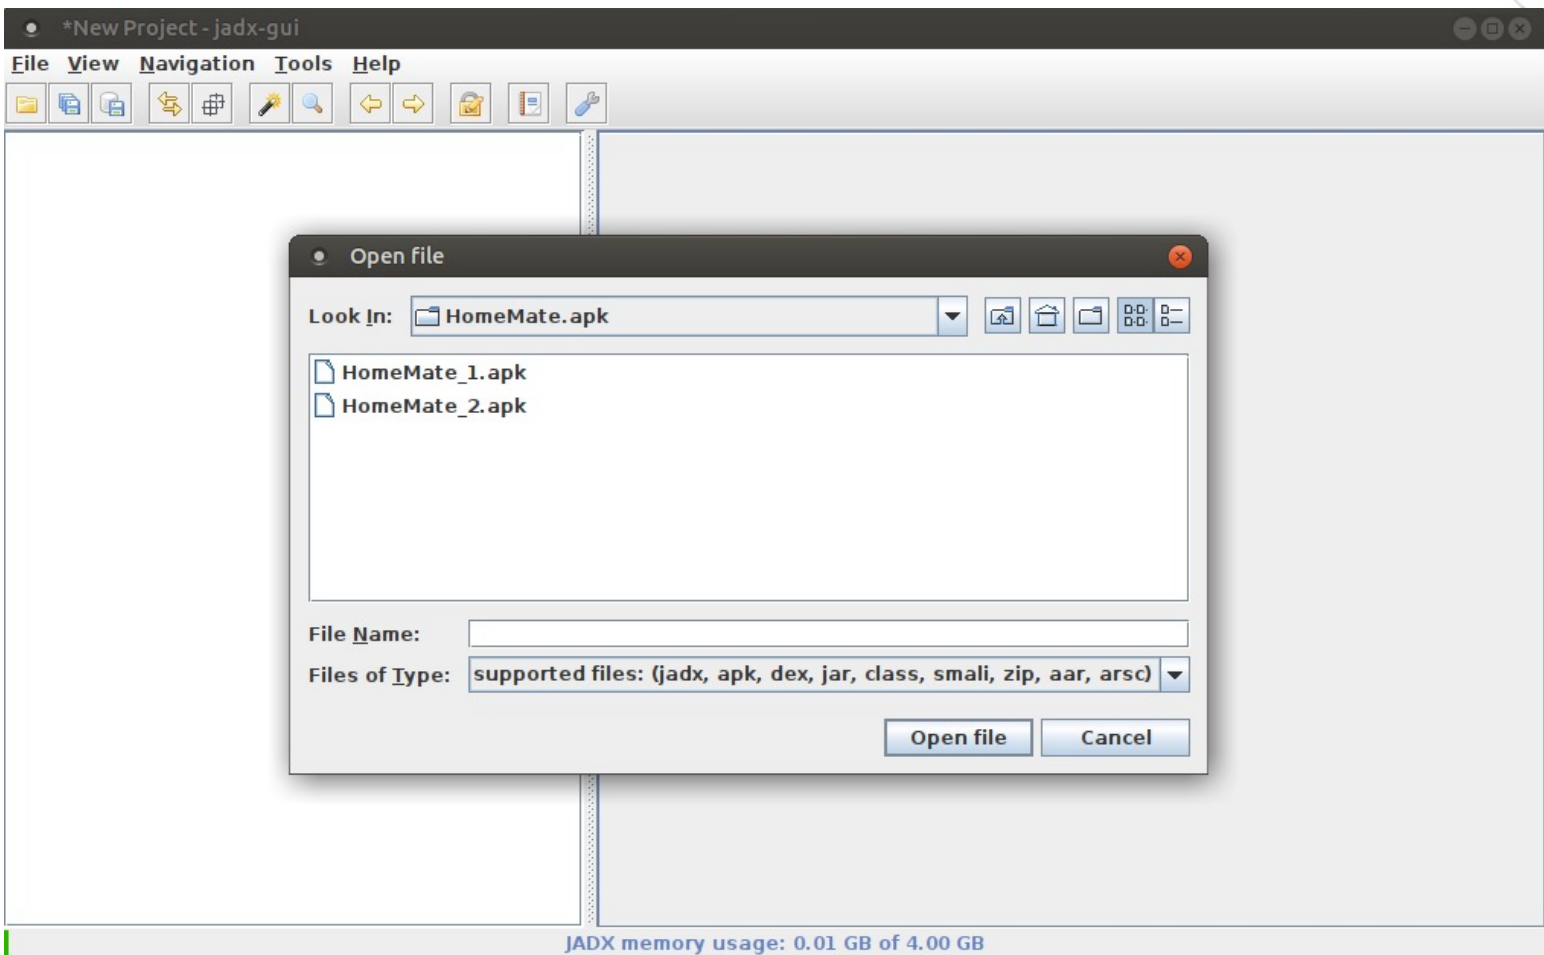 *New Project - jadx-gui
File View Navigation Tools Help
Open file
Look In: HomeMate.apk
HomeMate_1.apk
HomeMate_2.apk
File Name:
Files of Type: supported files: (jadx, apk, dex, jar, class, smali, zip, aar, arsc)
Open file Cancel
JADX memory usage: 0.01 GB of 4.00 GB